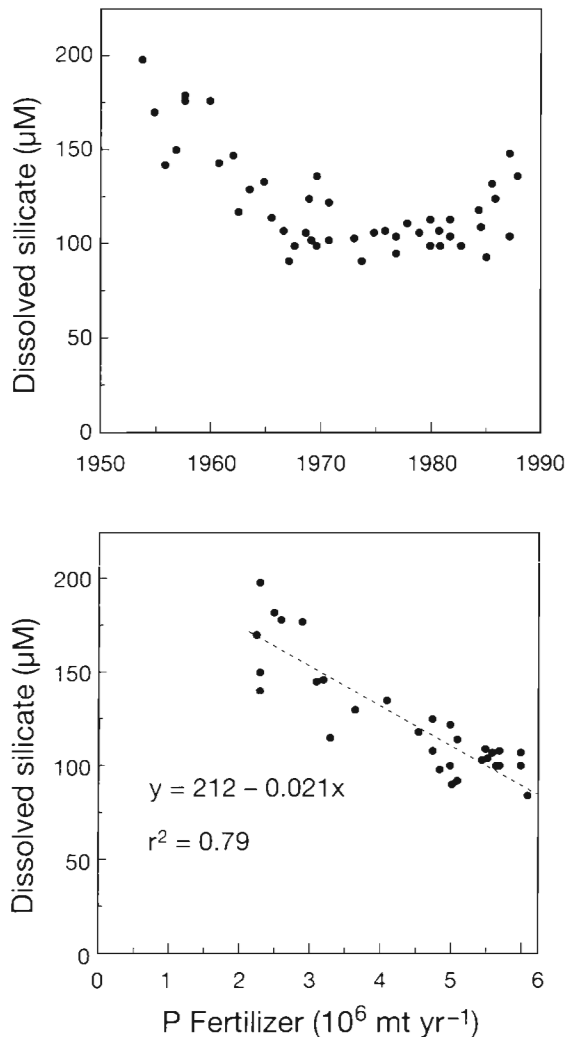 Dissolved silicate (µM)
200
150
100
50
0
1950 1960 1970 1980 1990
Dissolved silicate (µM)
200
150
100
50
0
y = 212 – 0.021x
r² = 0.79
0 1 2 3 4 5 6
P Fertilizer (10⁶ mt yr⁻¹)